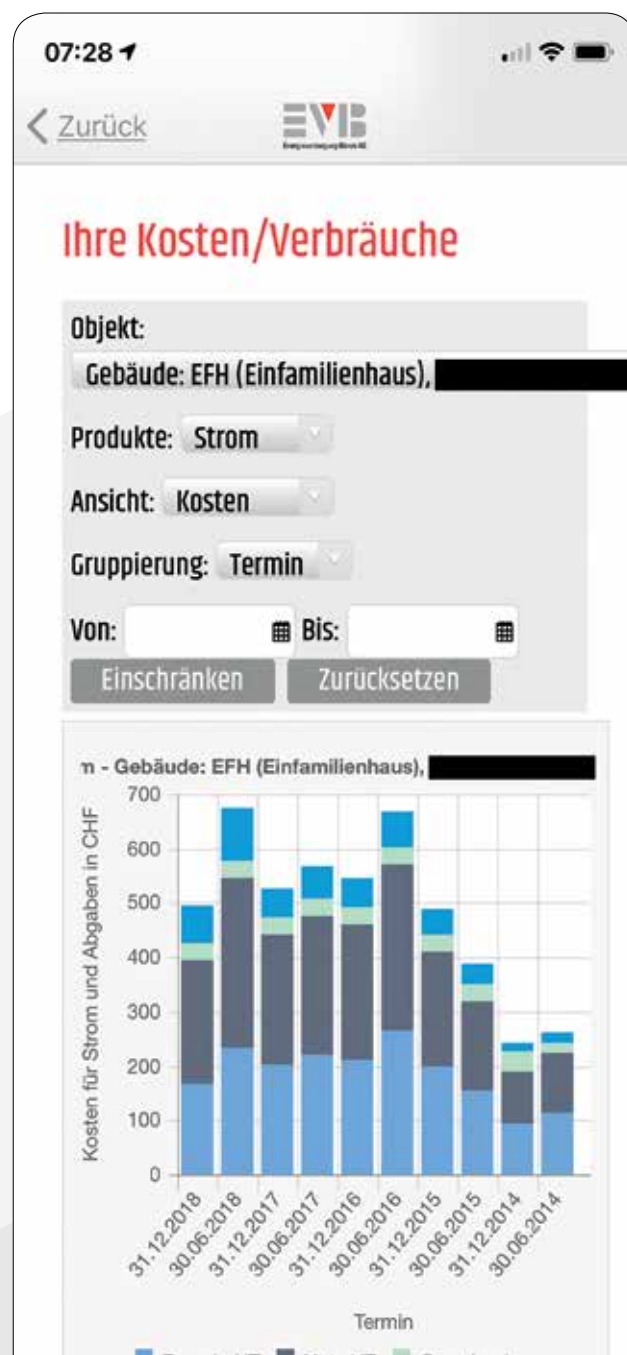 07:28
Zurück
EVB
Ihre Kosten/Verbräuche
Objekt:
Gebäude: EFH (Einfamilienhaus),
Produkte: Strom
Ansicht: Kosten
Gruppierung: Termin
Von: Bis:
Einschränken Zurücksetzen
m - Gebäude: EFH (Einfamilienhaus),
Kosten für Strom und Abgaben in CHF
700
600
500
400
300
200
100
0
31.12.2018 30.06.2018 31.12.2017 30.06.2017 31.12.2016 30.06.2016 31.12.2015 30.06.2015 31.12.2014 30.06.2014
Termin